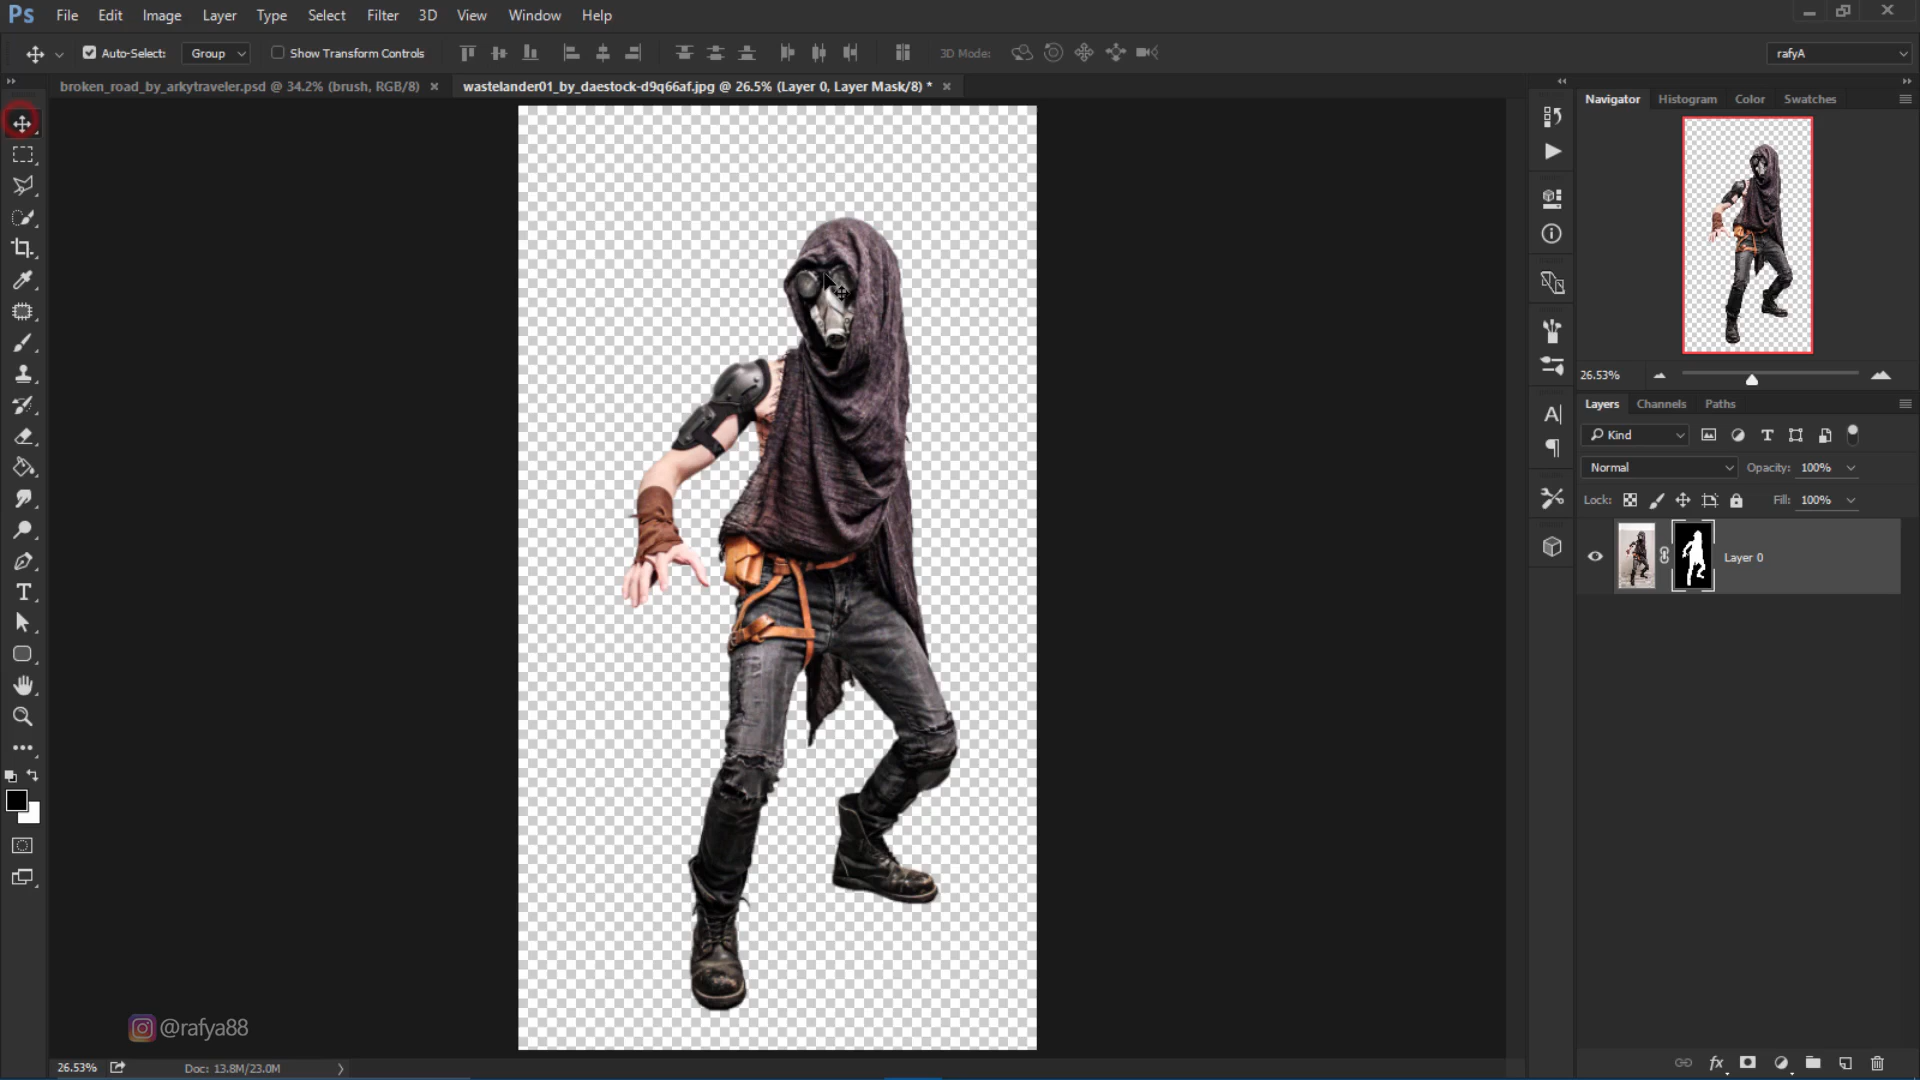 Ps File Edit Image Layer Type Select Filter 3D View Window Help
Auto-Select: Group Show Transform Controls 3D Mode: rafyA
broken_road_by_arkytraveler.psd @ 34.2% (brush, RGB/8) × wastelander01_by_daestock-d9q66af.jpg @ 26.5% (Layer 0, Layer Mask/8) * ×
Navigator Histogram Color Swatches
26.53%
Layers Channels Paths
Kind
Normal Opacity: 100%
Lock: Fill: 100%
Layer 0
@rafya88
26.53% Doc: 13.8M/23.0M
fx